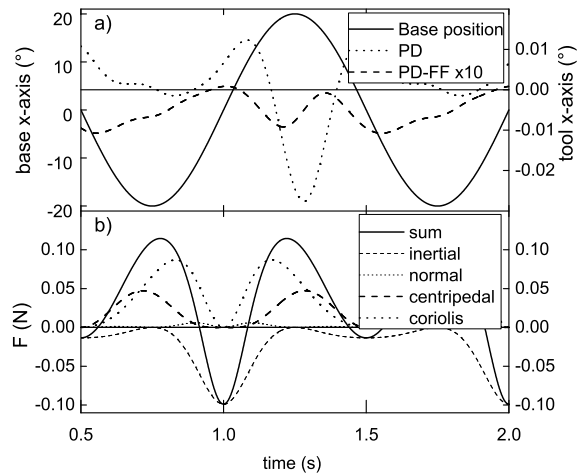 a)
Base position
PD
PD-FF x10
20
10
0
-10
-20
base x-axis (°)
0.01
0.00
-0.01
-0.02
tool x-axis (°)
b)
sum
inertial
normal
centripedal
coriolis
0.10
0.05
0.00
-0.05
-0.10
F (N)
0.10
0.05
0.00
-0.05
-0.10
0.5 1.0 1.5 2.0
time (s)